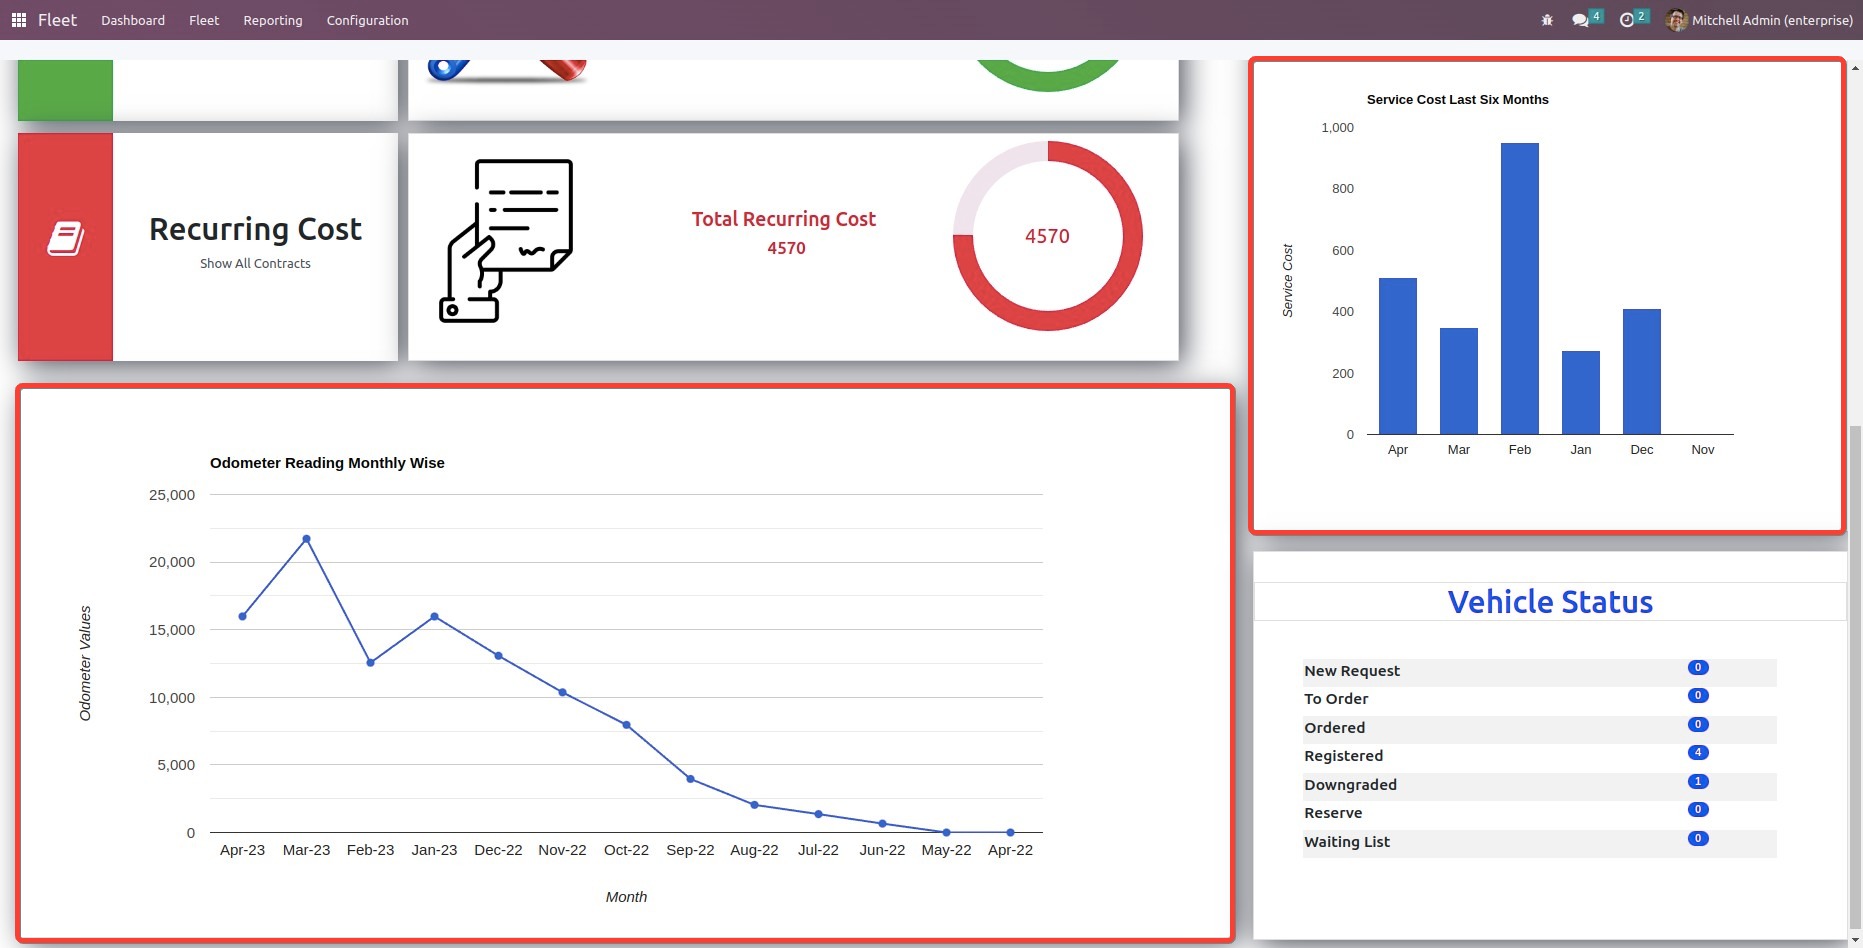 Fleet Dashboard Fleet Reporting Configuration 4 2 Mitchell Admin (enterprise)
Recurring Cost
Show All Contracts
Total Recurring Cost
4570
4570
Service Cost Last Six Months
1,000
800
600
400
200
0
Service Cost
Apr Mar Feb Jan Dec Nov
Odometer Reading Monthly Wise
25,000
20,000
15,000
10,000
5,000
0
Odometer Values
Apr-23 Mar-23 Feb-23 Jan-23 Dec-22 Nov-22 Oct-22 Sep-22 Aug-22 Jul-22 Jun-22 May-22 Apr-22
Month
Vehicle Status
New Request 0
To Order 0
Ordered 0
Registered 4
Downgraded 1
Reserve 0
Waiting List 0